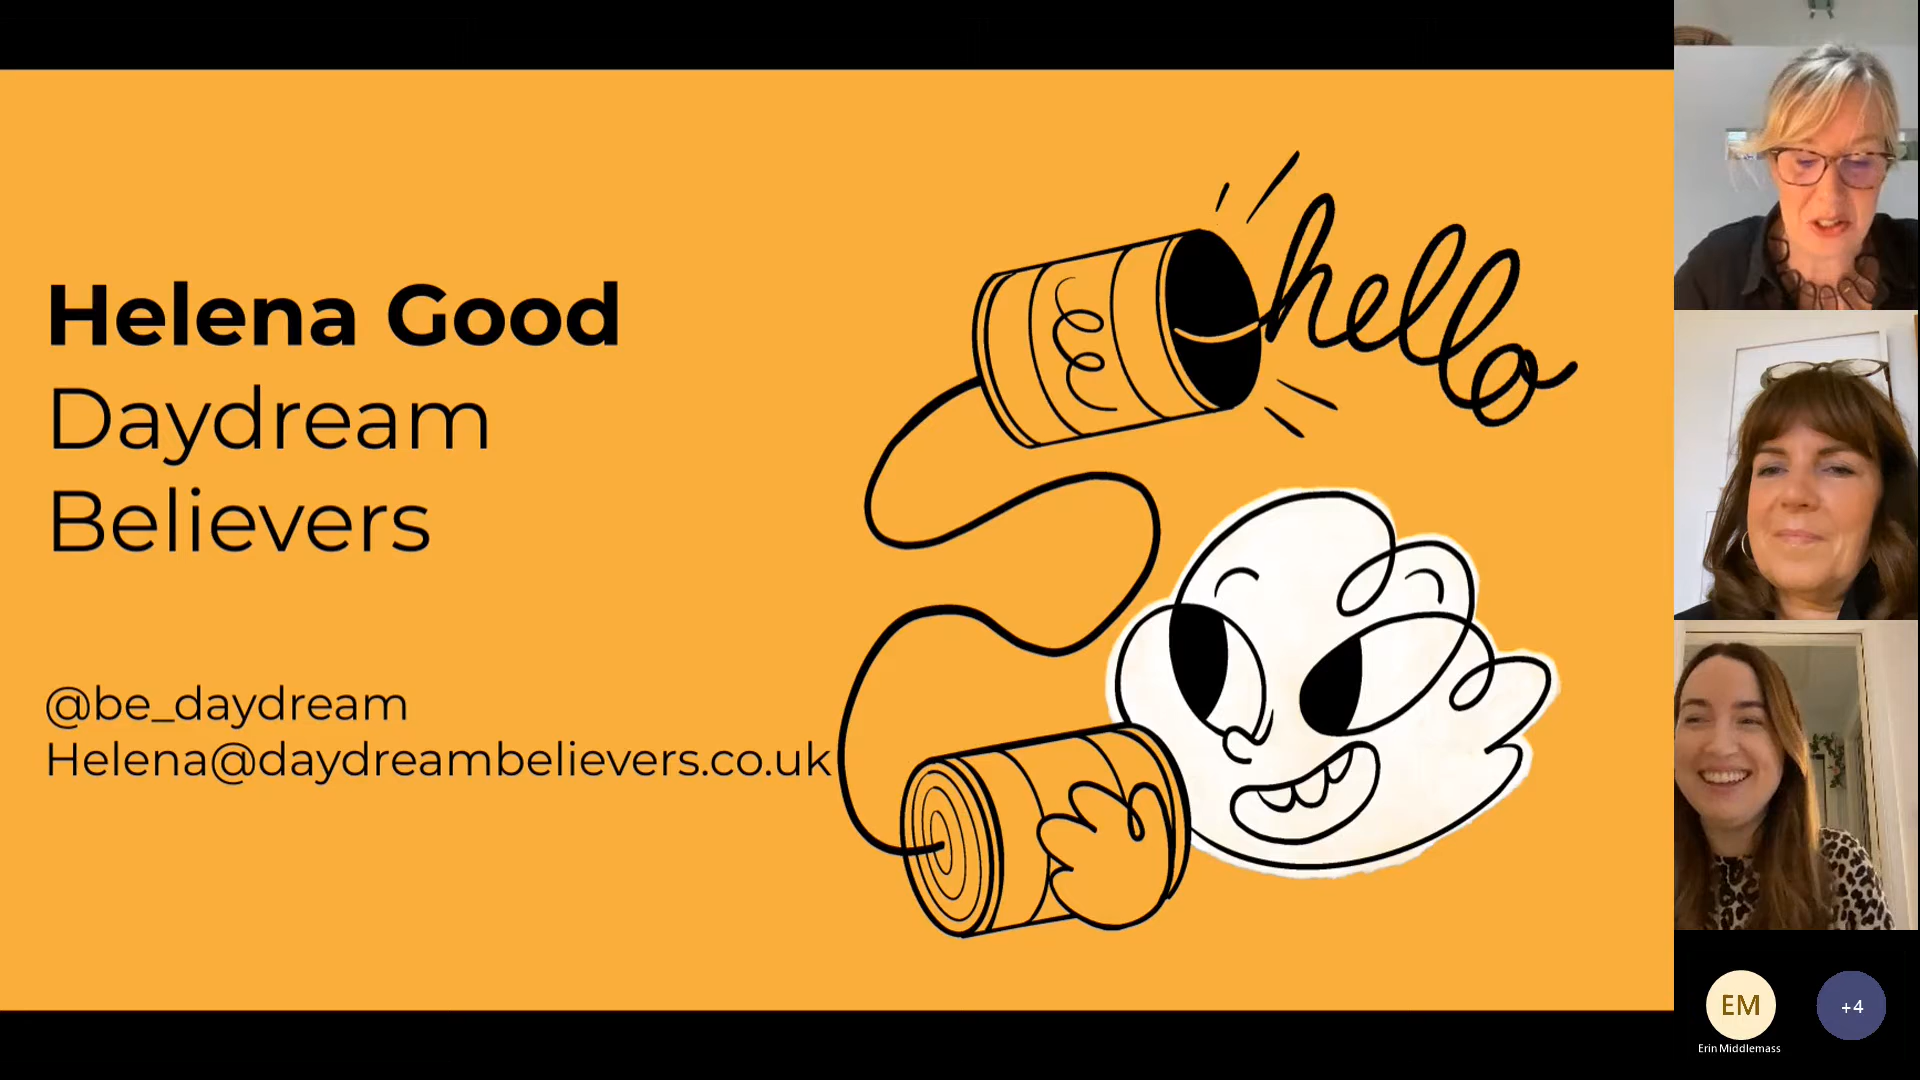 Helena Good
Daydream
Believers
@be_daydream
Helena@daydreambelievers.co.uk
hello
EM
+4
Erin Middlemass